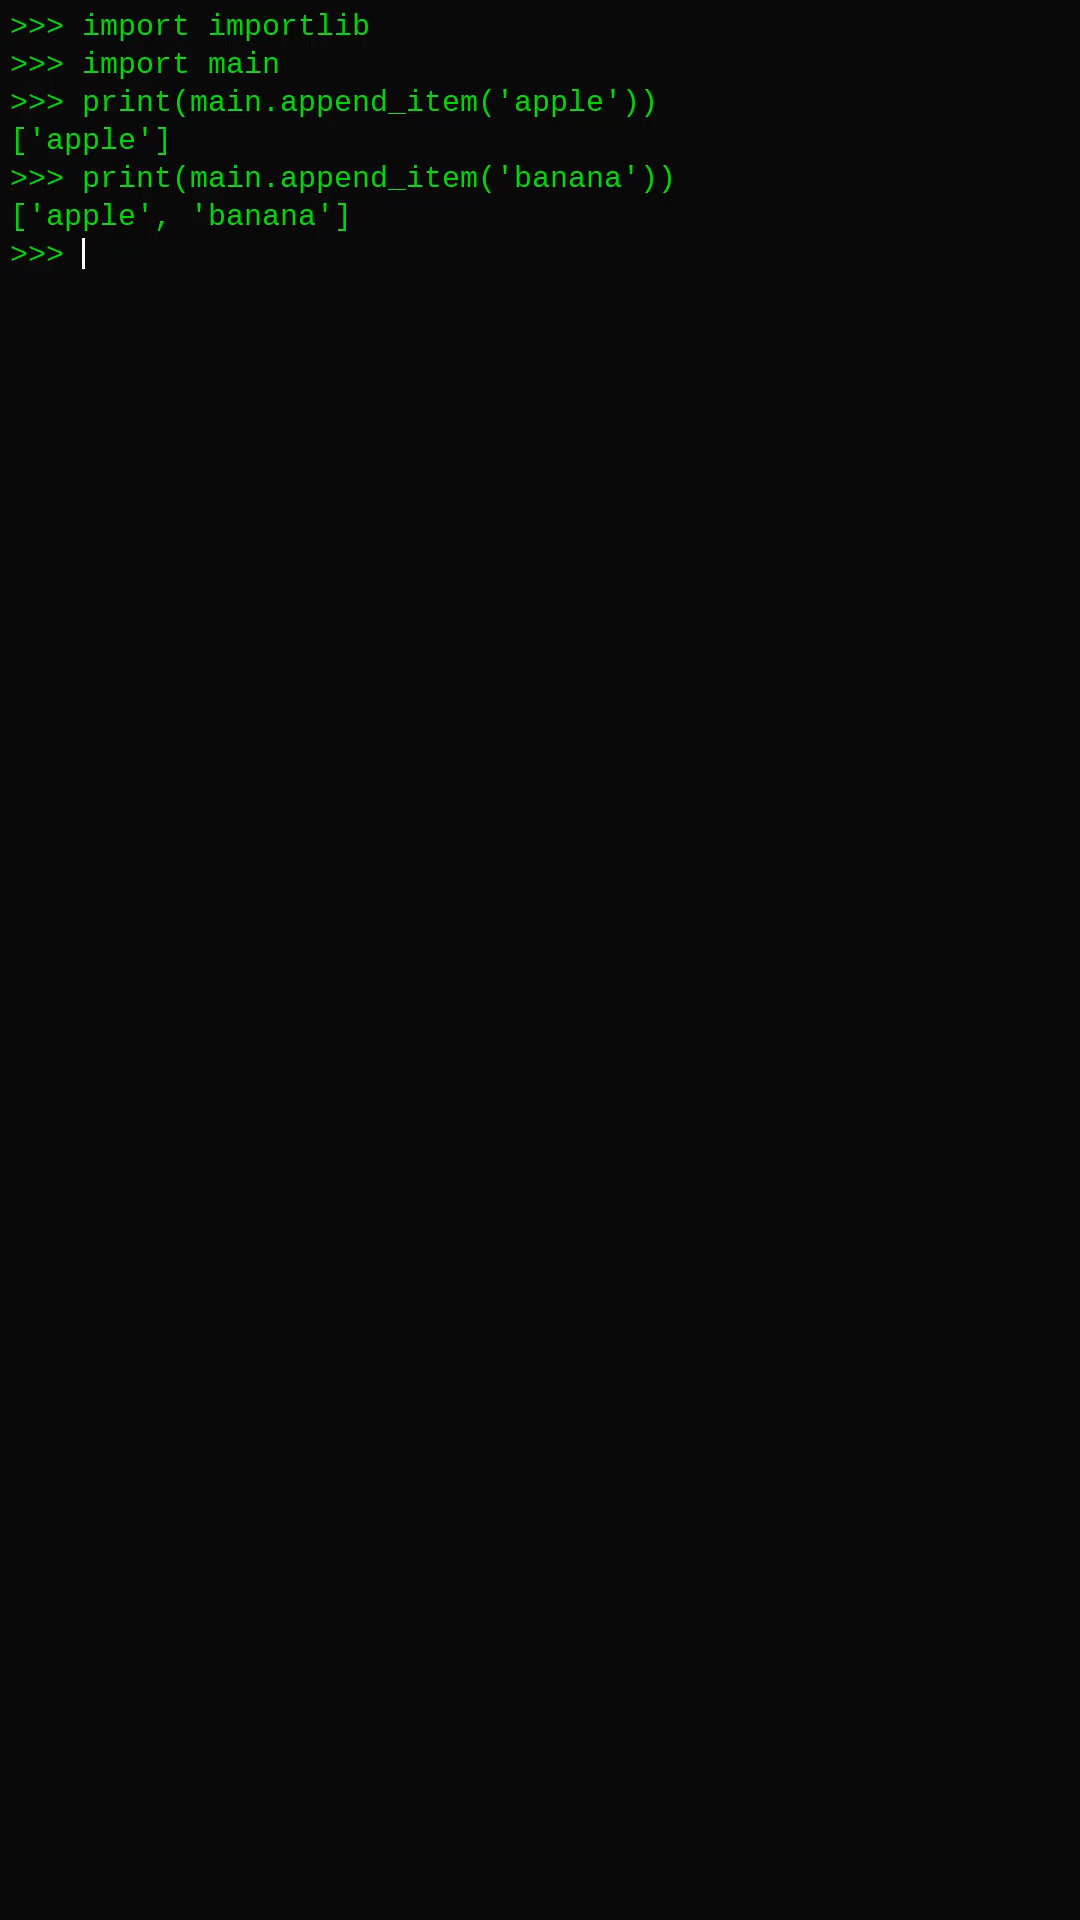 >>> import importlib
>>> import main
>>> print(main.append_item('apple'))
['apple']
>>> print(main.append_item('banana'))
['apple', 'banana']
>>>